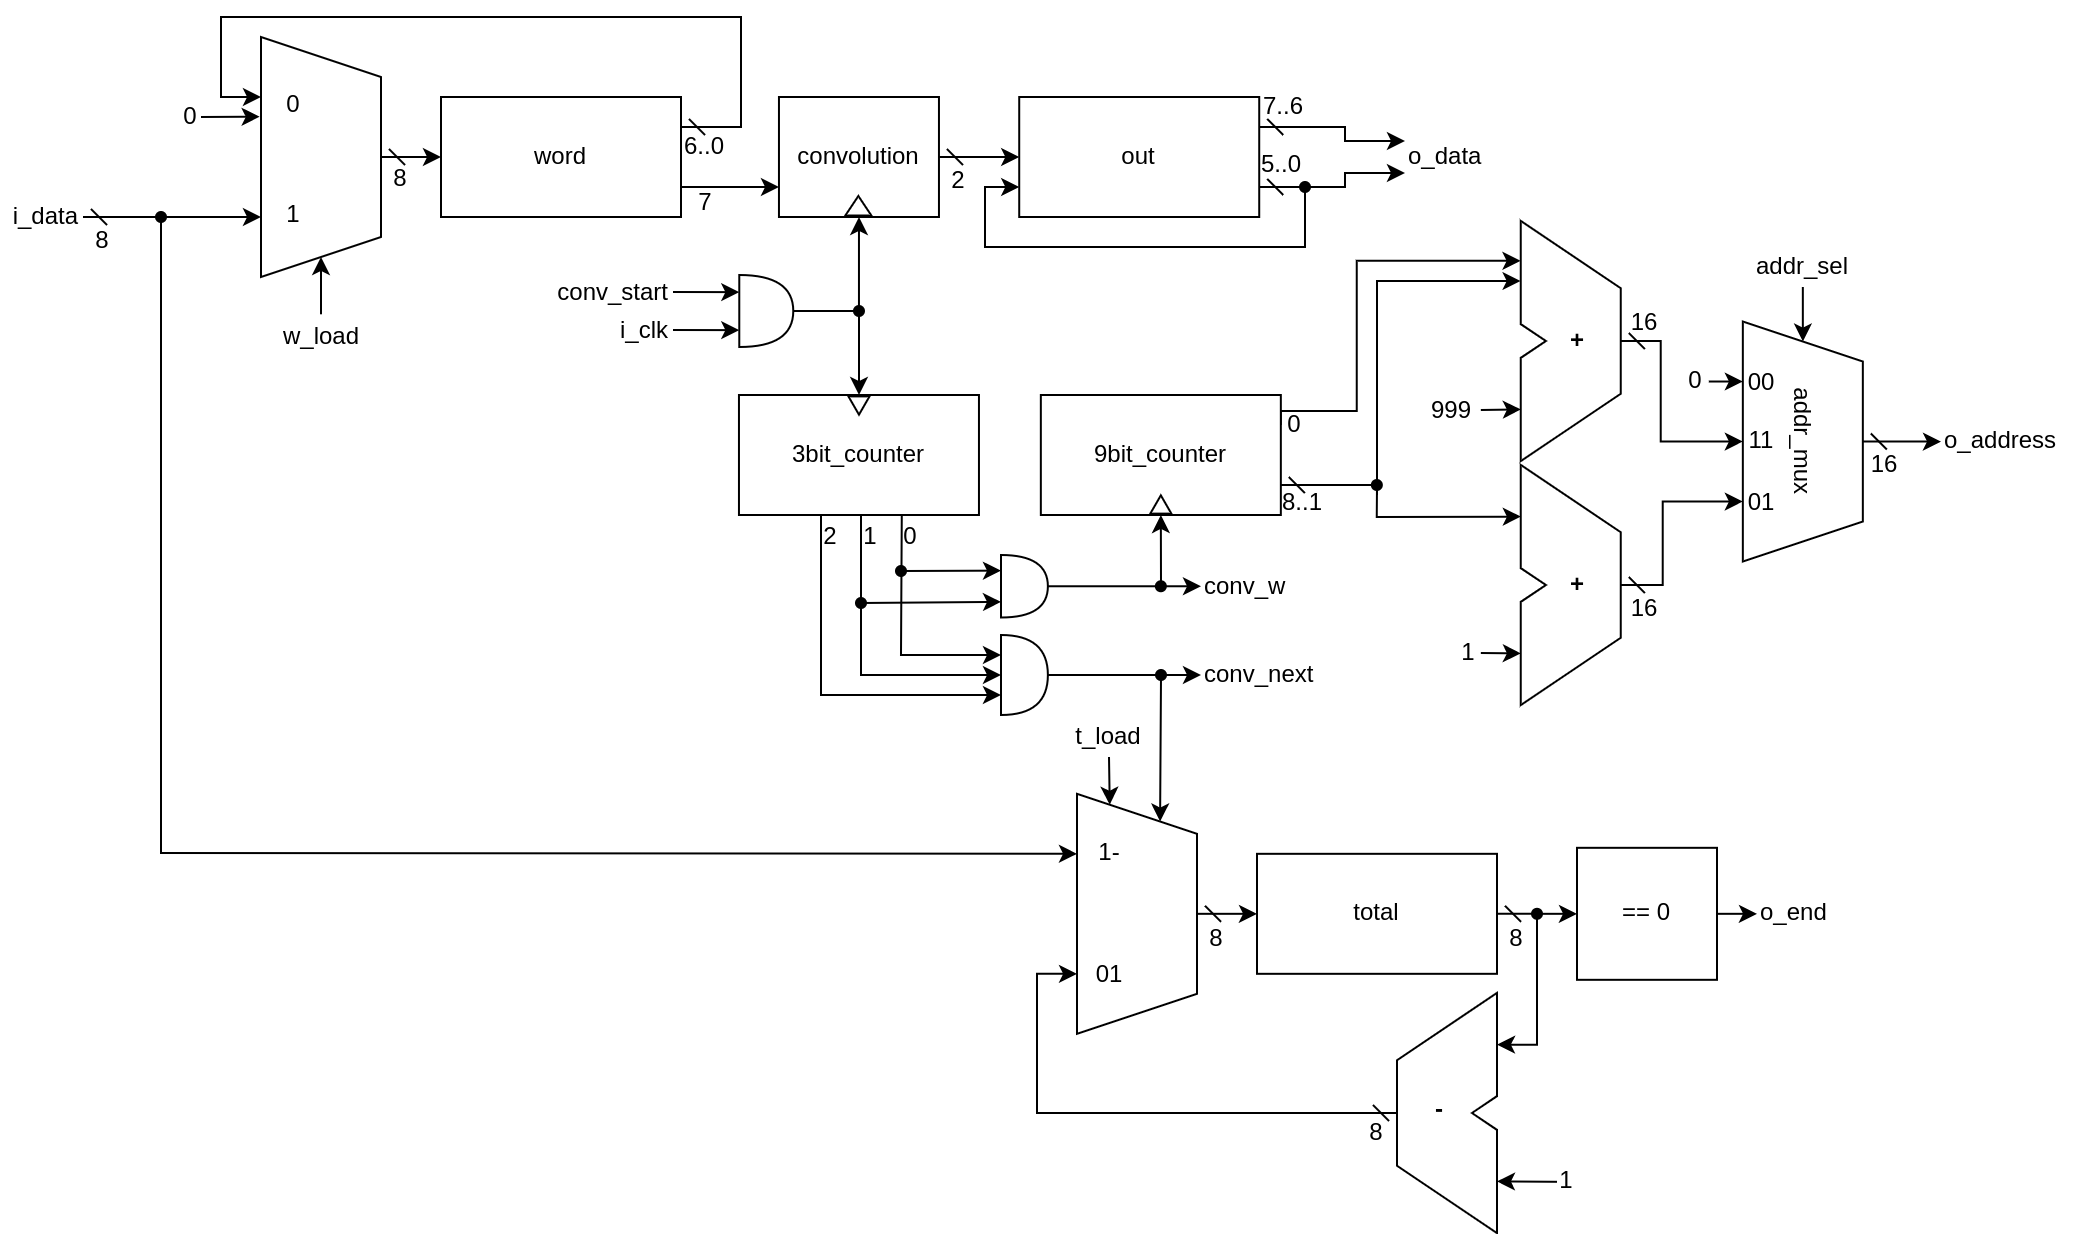 0
0
word
6..0
convolution
out
7..6
o_data
5..0
8
7
2
i_data
8
1
w_load
conv_start
i_clk
addr_sel
+
16
999
0
00
3bit_counter
9bit_counter
0
11
addr_mux
o_address
16
8..1
01
2
1
0
conv_w
+
16
1
conv_next
t_load
1-
total
== 0
o_end
8
8
01
-
8
1